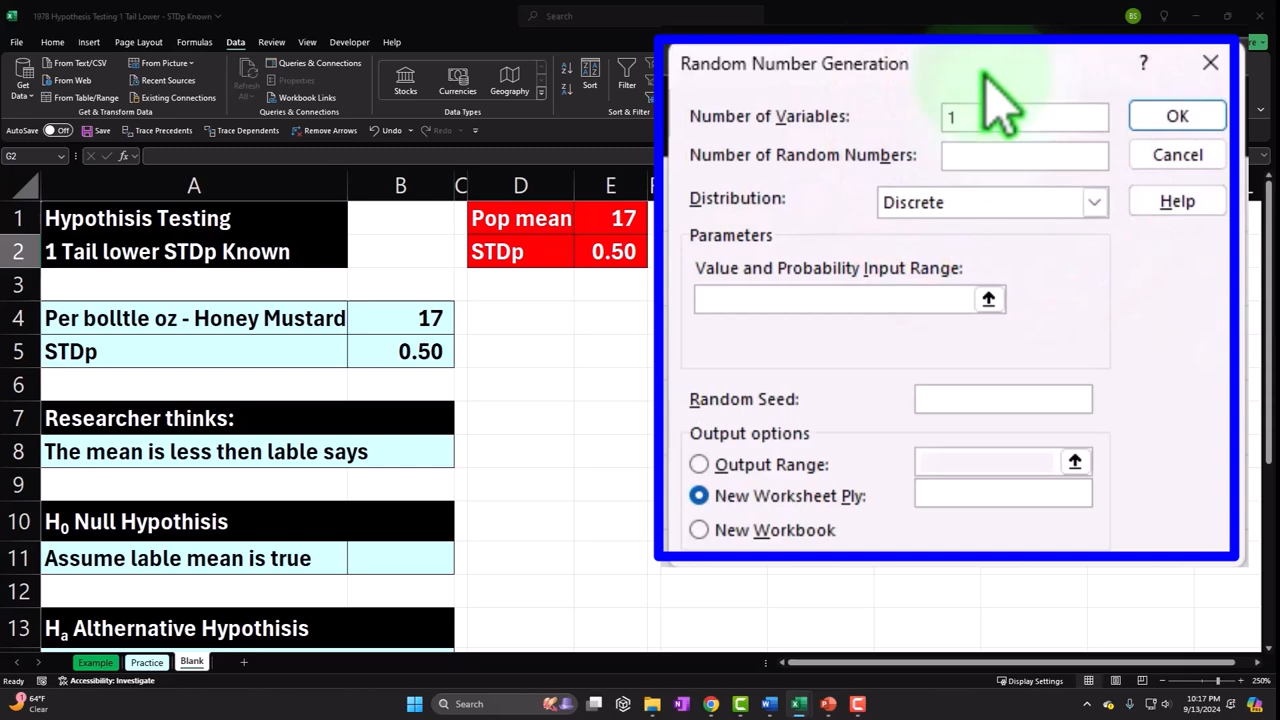 1978 Hypothesis Testing 1 Tail Lower - STDp Known
Search
BS
File Home Insert Page Layout Formulas Data Review View Developer Help
Get Data
From Text/CSV
From Web
From Table/Range
From Picture
Recent Sources
Existing Connections
Get & Transform Data
Refresh All
Queries & Connections
Properties
Workbook Links
Queries & Connections
Stocks
Currencies
Geography
Data Types
Sort
Filter
Sort & Filter
AutoSave Off Save Trace Precedents Trace Dependents Remove Arrows Undo Redo
G2 fx
A B C D E
1 Hypothisis Testing Pop mean 17
2 1 Tail lower STDp Known STDp 0.50
3
4 Per bolltle oz - Honey Mustard 17
5 STDp 0.50
6
7 Researcher thinks:
8 The mean is less then lable says
9
10 H0 Null Hypothisis
11 Assume lable mean is true
12
13 Ha Althernative Hypothisis
Random Number Generation ?
Number of Variables: 1 OK
Number of Random Numbers: Cancel
Distribution: Discrete Help
Parameters
Value and Probability Input Range:
Random Seed:
Output options
Output Range:
New Worksheet Ply:
New Workbook
Example Practice Blank
Ready Accessibility: Investigate Display Settings 250%
1
64°F
Clear
Search
10:17 PM
9/13/2024